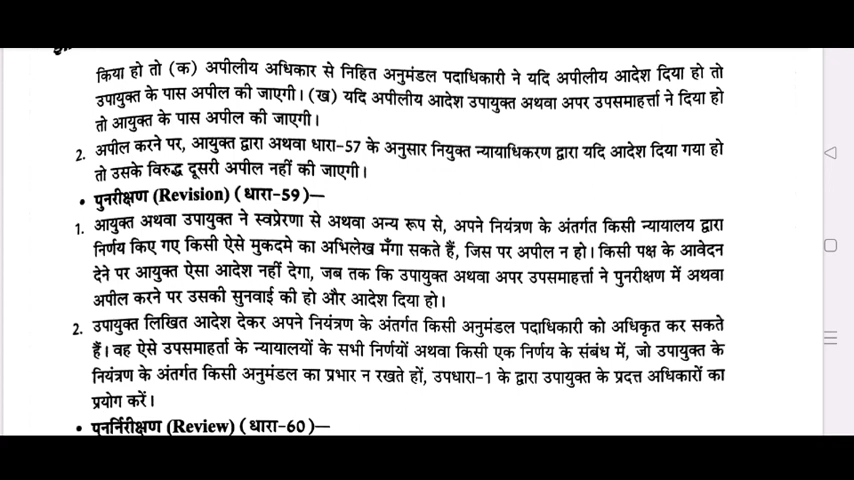 किया हो तो (क) अपीलीय अधिकार से निहित अनुमंडल पदाधिकारी ने यदि अपीलीय आदेश दिया हो तो
उपायुक्त के पास अपील की जाएगी। (ख) यदि अपीलीय आदेश उपायुक्त अथवा अपर उपसमाहर्त्ता ने दिया हो
तो आयुक्त के पास अपील की जाएगी।
2. अपील करने पर, आयुक्त द्वारा अथवा धारा-57 के अनुसार नियुक्त न्यायाधिकरण द्वारा यदि आदेश दिया गया हो
तो उसके विरुद्ध दूसरी अपील नहीं की जाएगी।
• पुनरीक्षण (Revision) (धारा-59)—
1. आयुक्त अथवा उपायुक्त ने स्वप्रेरणा से अथवा अन्य रूप से, अपने नियंत्रण के अंतर्गत किसी न्यायालय द्वारा
निर्णय किए गए किसी ऐसे मुकदमे का अभिलेख मँगा सकते हैं, जिस पर अपील न हो। किसी पक्ष के आवेदन
देने पर आयुक्त ऐसा आदेश नहीं देगा, जब तक कि उपायुक्त अथवा अपर उपसमाहर्त्ता ने पुनरीक्षण में अथवा
अपील करने पर उसकी सुनवाई की हो और आदेश दिया हो।
2. उपायुक्त लिखित आदेश देकर अपने नियंत्रण के अंतर्गत किसी अनुमंडल पदाधिकारी को अधिकृत कर सकते
हैं। वह ऐसे उपसमाहर्ता के न्यायालयों के सभी निर्णयों अथवा किसी एक निर्णय के संबंध में, जो उपायुक्त के
नियंत्रण के अंतर्गत किसी अनुमंडल का प्रभार न रखते हों, उपधारा-1 के द्वारा उपायुक्त के प्रदत्त अधिकारों का
प्रयोग करें।
• पुनर्निरीक्षण (Review) (धारा-60)—